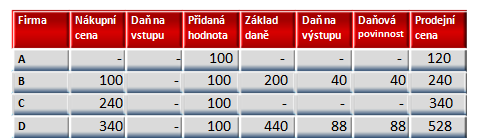 Firma Nákupní cena Daň na vstupu Přidaná hodnota Základ daně Daň na výstupu Daňová povinnost Prodejní cena
A - - 100 - - - 120
B 100 - 100 200 40 40 240
C 240 - 100 - - - 340
D 340 - 100 440 88 88 528